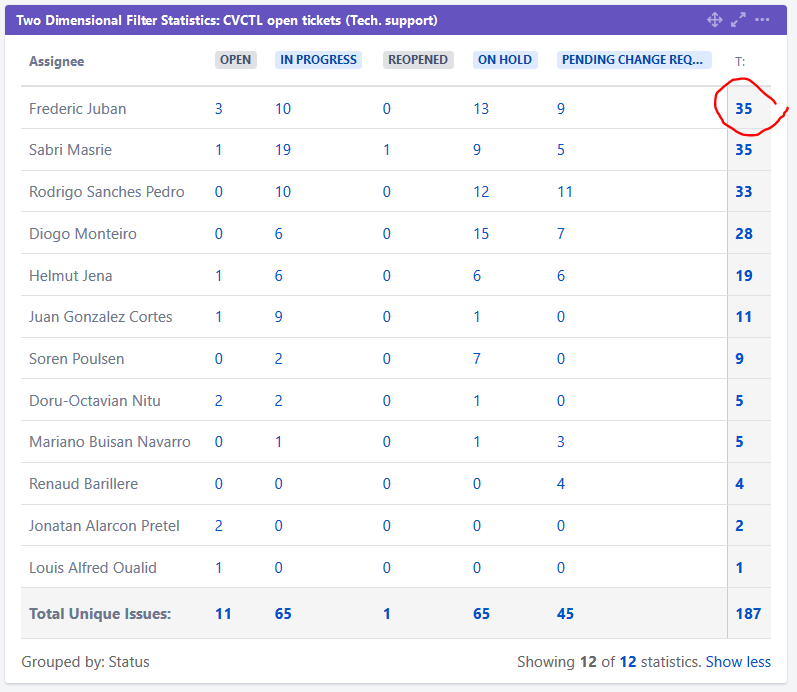 Two Dimensional Filter Statistics: CVCTL open tickets (Tech. support)
Assignee OPEN IN PROGRESS REOPENED ON HOLD PENDING CHANGE REQ... T:
Frederic Juban 3 10 0 13 9 35
Sabri Masrie 1 19 1 9 5 35
Rodrigo Sanches Pedro 0 10 0 12 11 33
Diogo Monteiro 0 6 0 15 7 28
Helmut Jena 1 6 0 6 6 19
Juan Gonzalez Cortes 1 9 0 1 0 11
Soren Poulsen 0 2 0 7 0 9
Doru-Octavian Nitu 2 2 0 1 0 5
Mariano Buisan Navarro 0 1 0 1 3 5
Renaud Barillere 0 0 0 0 4 4
Jonatan Alarcon Pretel 2 0 0 0 0 2
Louis Alfred Oualid 1 0 0 0 0 1
Total Unique Issues: 11 65 1 65 45 187
Grouped by: Status Showing 12 of 12 statistics. Show less